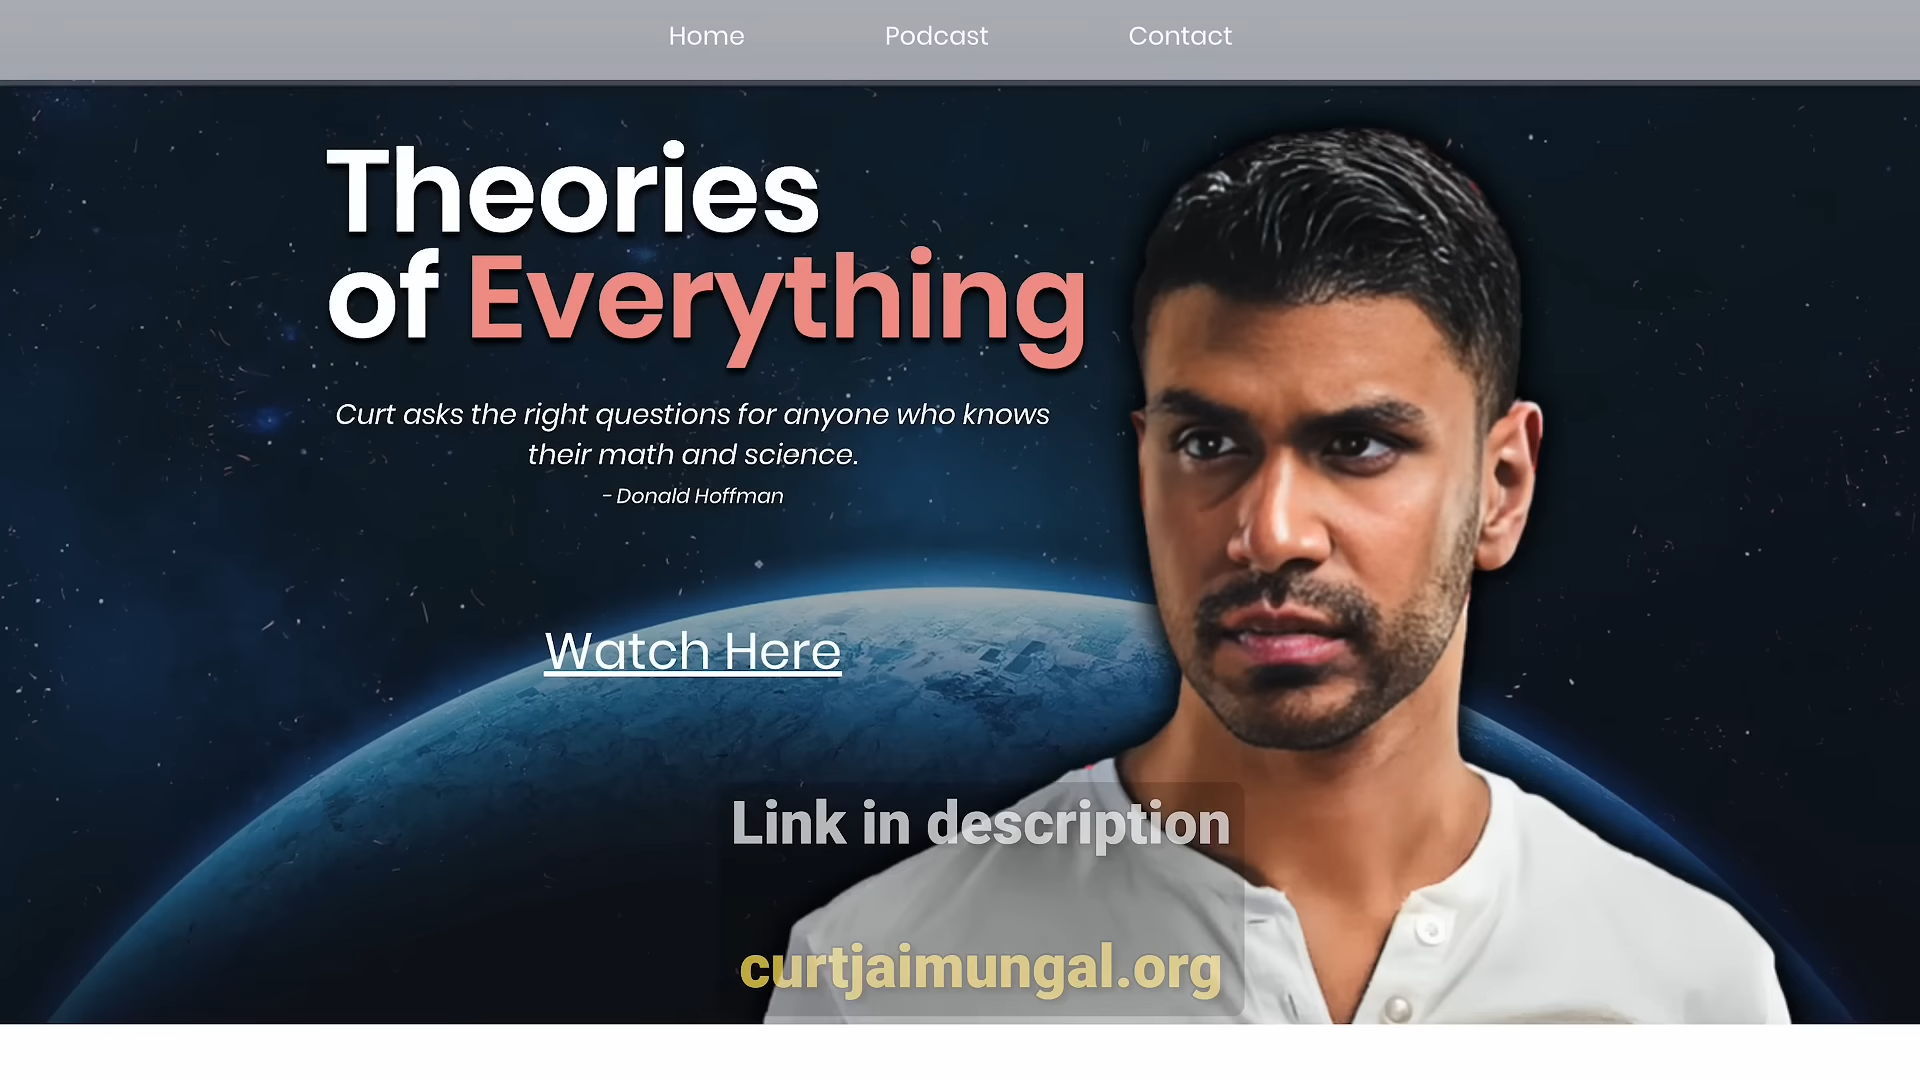 Home Podcast Contact
Theories
of Everything
Curt asks the right questions for anyone who knows
their math and science.
- Donald Hoffman
Watch Here
Link in description
curtjaimungal.org